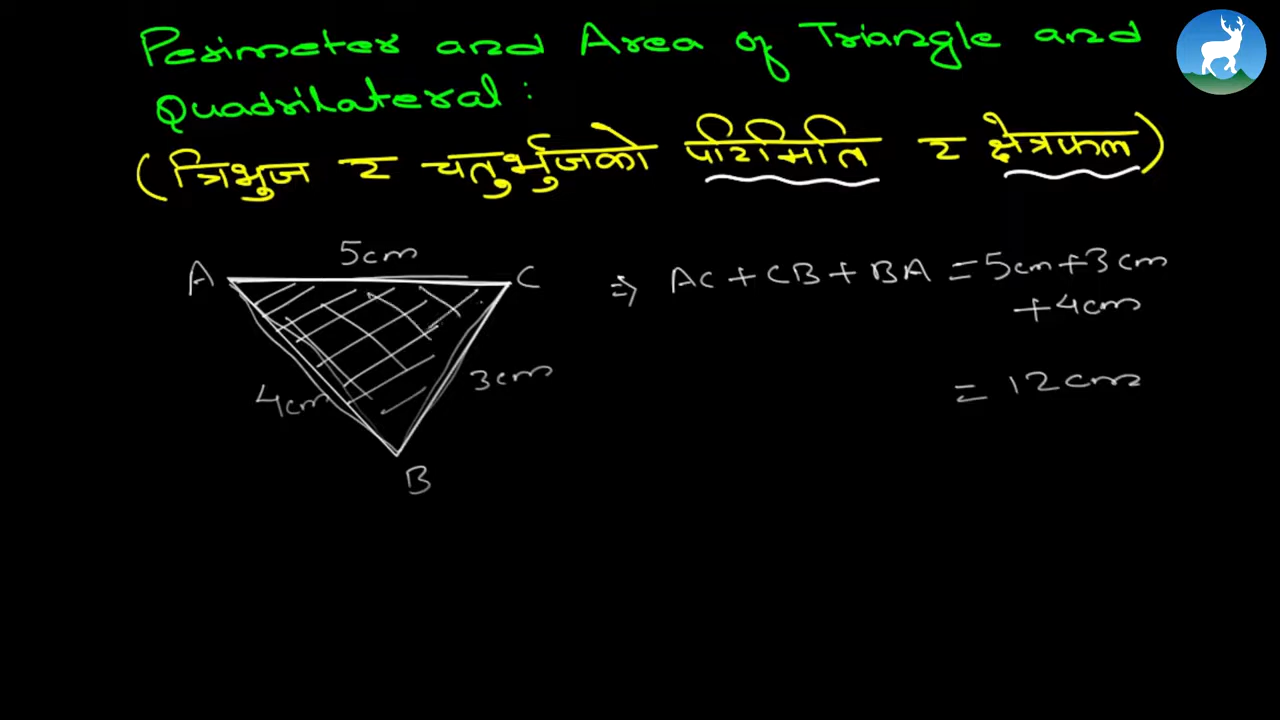 Perimeter and Area of Triangle and
Quadrilateral:
(त्रिभुज र चतुर्भुजको परिमिति र क्षेत्रफल)
5cm
A
C
4cm
3cm
B
⇒ AC + CB + BA = 5cm + 3cm
+ 4cm
= 12cm